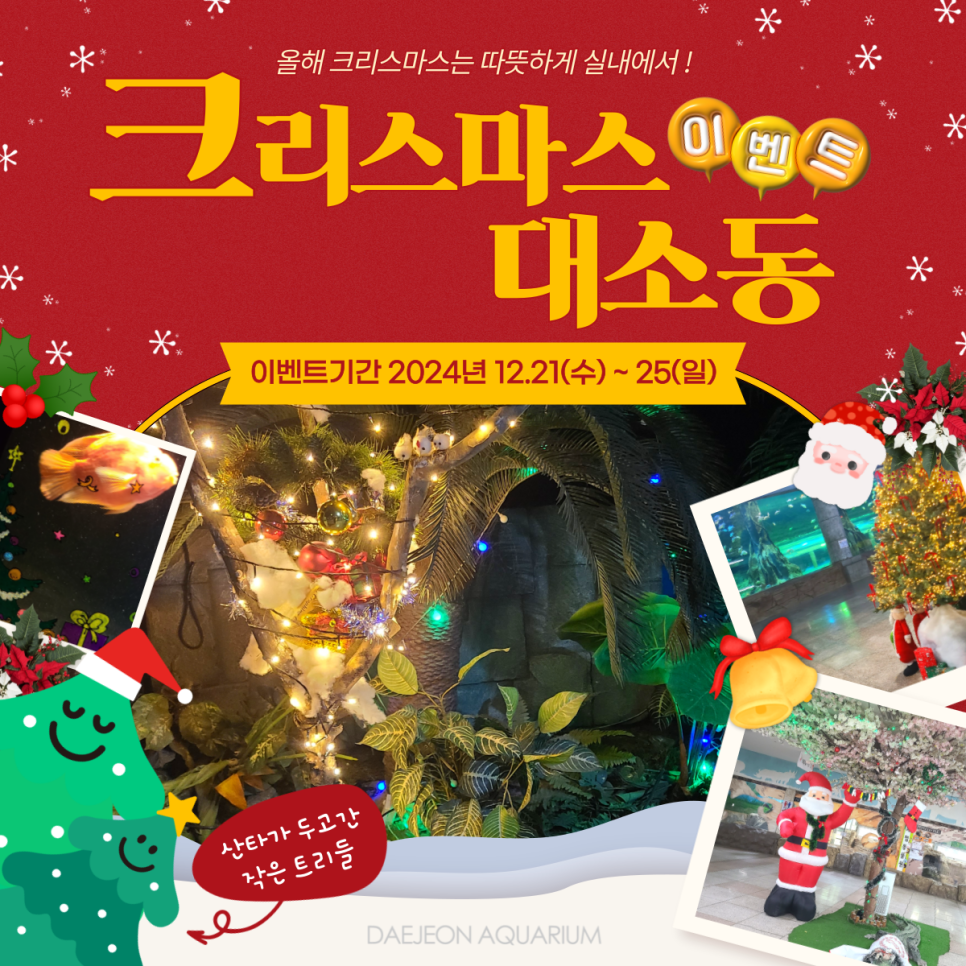 올해 크리스마스는 따뜻하게 실내에서 !
크리스마스 이벤트
대소동
이벤트기간 2024년 12.21(수) ~ 25(일)
산타가 두고간
작은 트리들
DAEJEON AQUARIUM